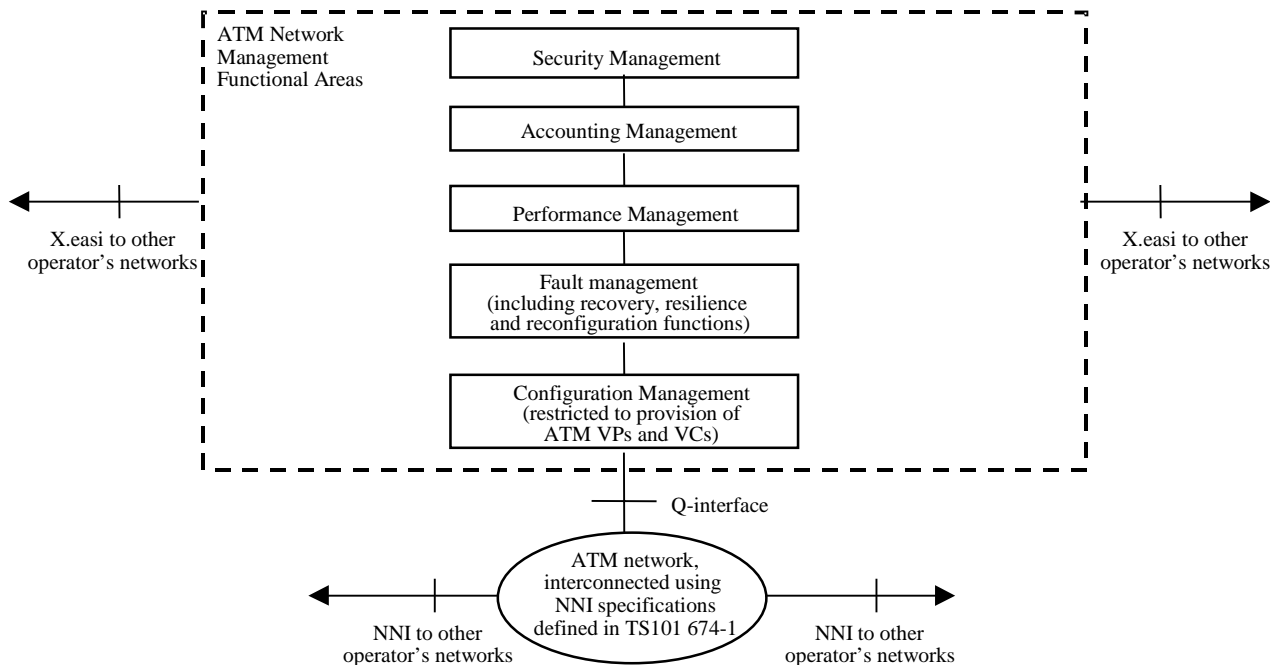 ATM Network
Management
Functional Areas
Security Management
Accounting Management
Performance Management
X.easi to other
operator’s networks
X.easi to other
operator’s networks
Fault management
(including recovery, resilience
and reconfiguration functions)
Configuration Management
(restricted to provision of
ATM VPs and VCs)
Q-interface
ATM network,
interconnected using
NNI specifications
defined in TS101 674-1
NNI to other
operator’s networks
NNI to other
operator’s networks